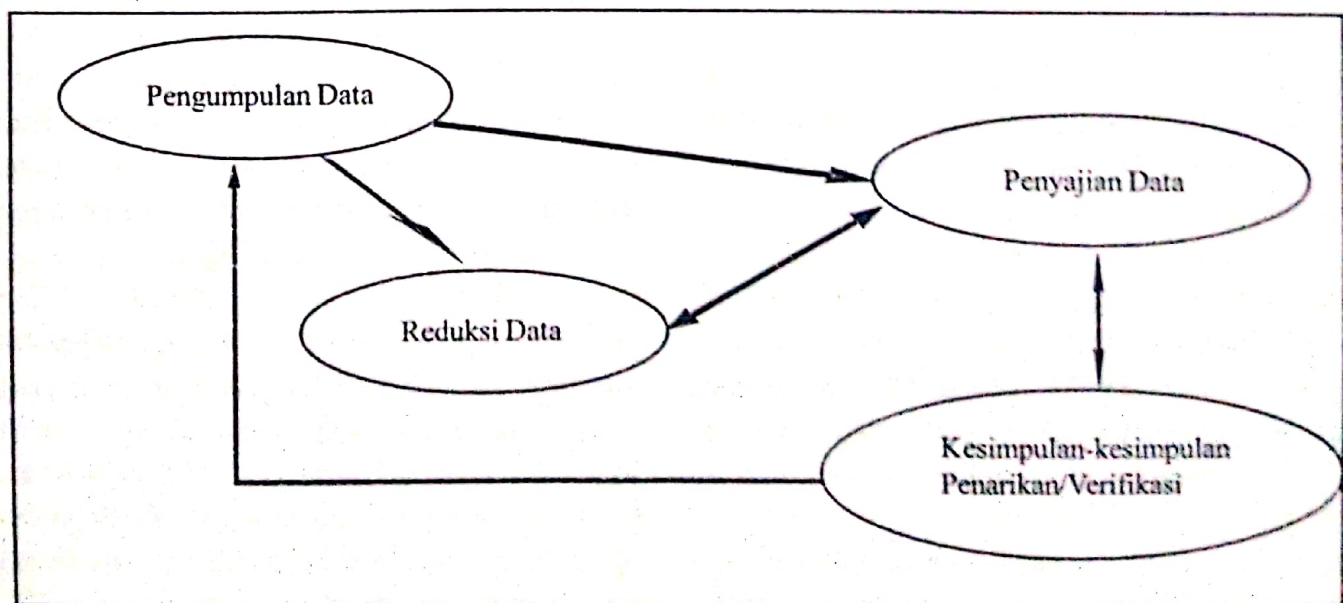 Pengumpulan Data
Penyajian Data
Reduksi Data
Kesimpulan-kesimpulan
Penarikan/Verifikasi